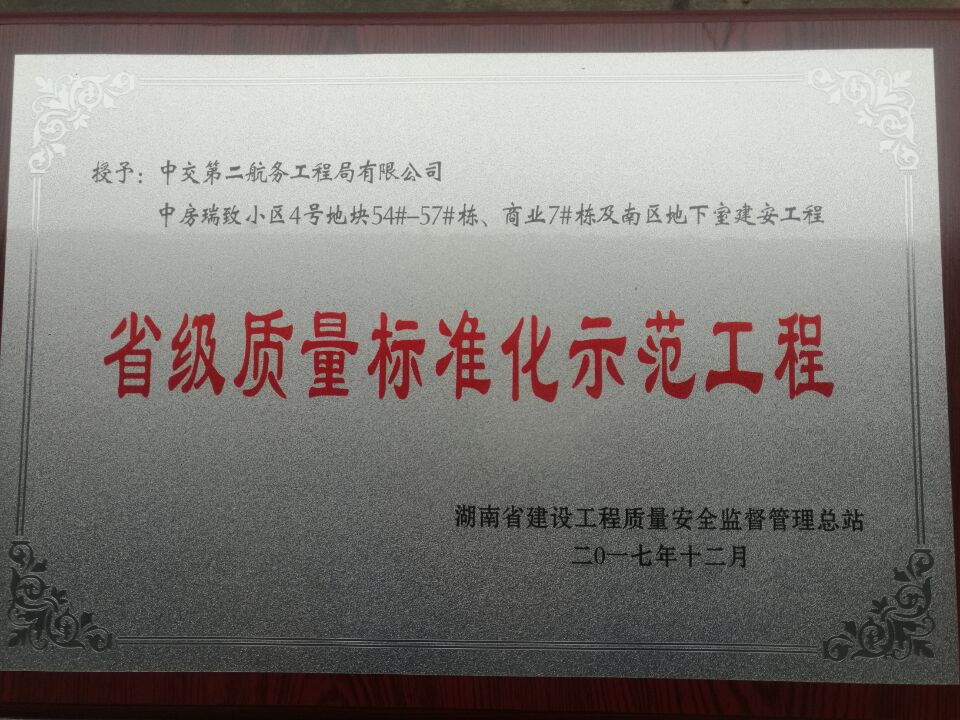 授予：中交第二航务工程局有限公司
中房瑞致小区4号地块54#-57#栋、商业7#栋及南区地下室建安工程
省级质量标准化示范工程
湖南省建设工程质量安全监督管理总站
二0一七年十二月